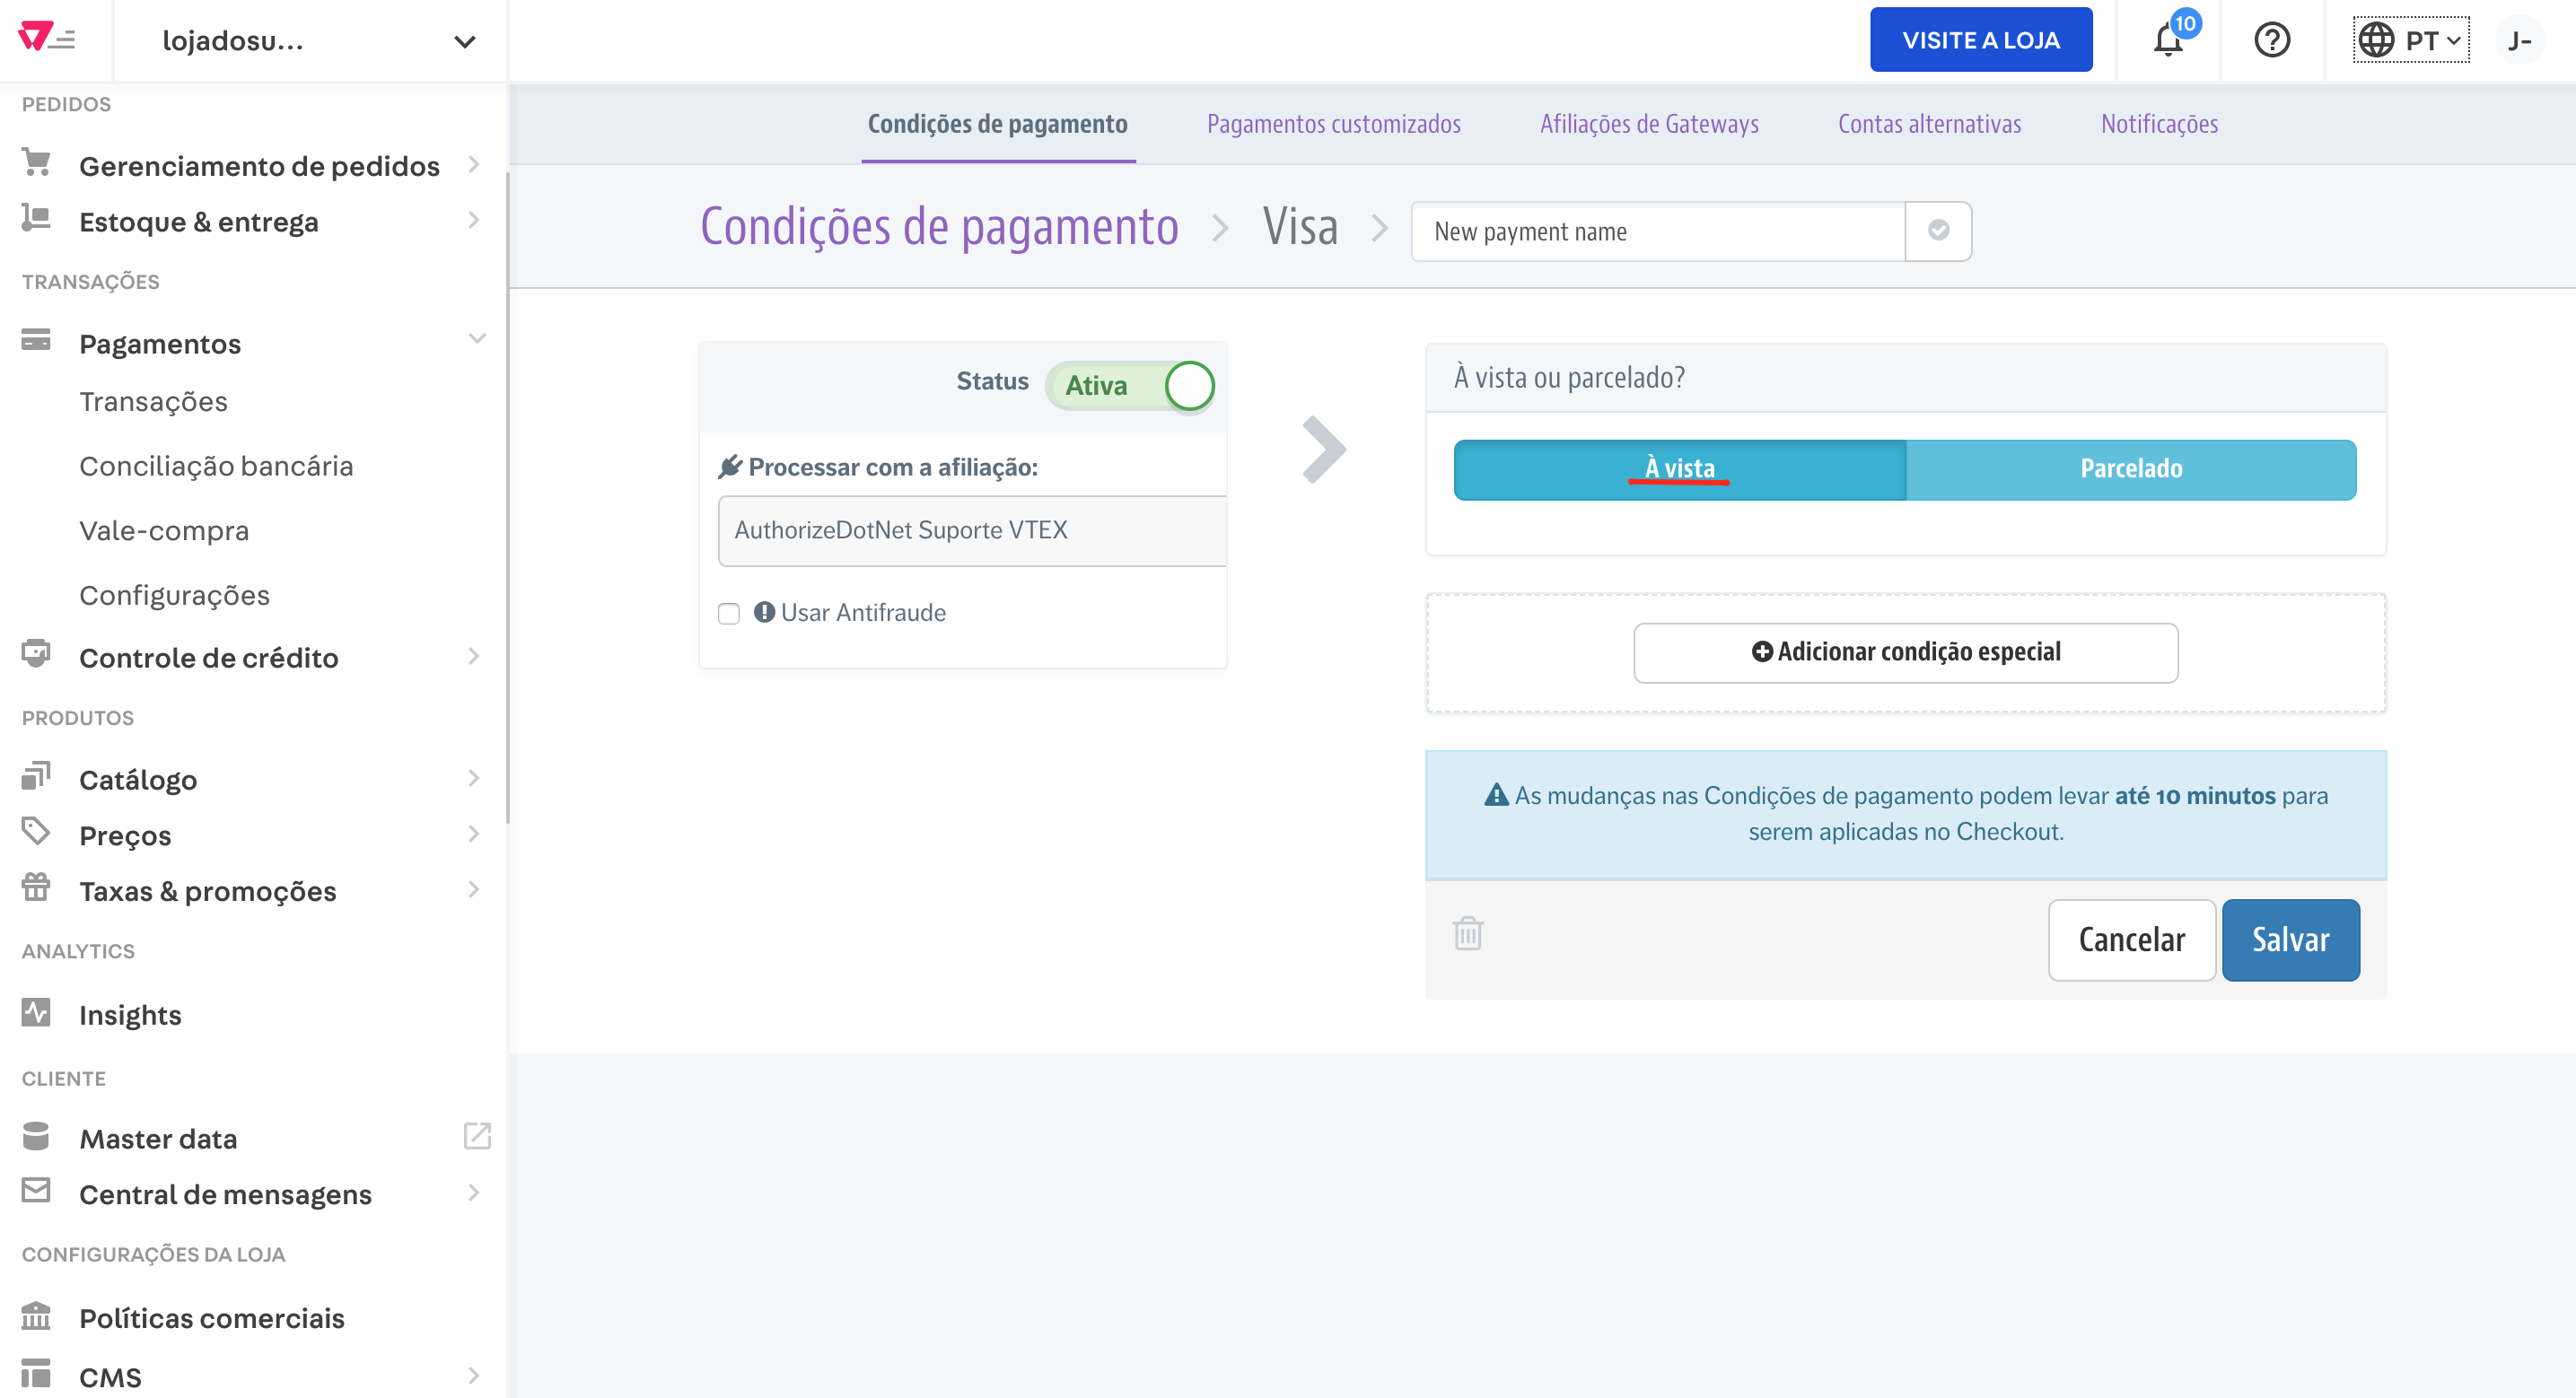 lojadosu...
VISITE A LOJA
10
PT
J-
PEDIDOS
Gerenciamento de pedidos
Estoque & entrega
TRANSAÇÕES
Pagamentos
Transações
Conciliação bancária
Vale-compra
Configurações
Controle de crédito
PRODUTOS
Catálogo
Preços
Taxas & promoções
ANALYTICS
Insights
CLIENTE
Master data
Central de mensagens
CONFIGURAÇÕES DA LOJA
Políticas comerciais
CMS
Condições de pagamento
Pagamentos customizados
Afiliações de Gateways
Contas alternativas
Notificações
Condições de pagamento > Visa > New payment name
Status Ativa
Processar com a afiliação:
AuthorizeDotNet Suporte VTEX
Usar Antifraude
À vista ou parcelado?
À vista
Parcelado
Adicionar condição especial
As mudanças nas Condições de pagamento podem levar até 10 minutos para
serem aplicadas no Checkout.
Cancelar
Salvar